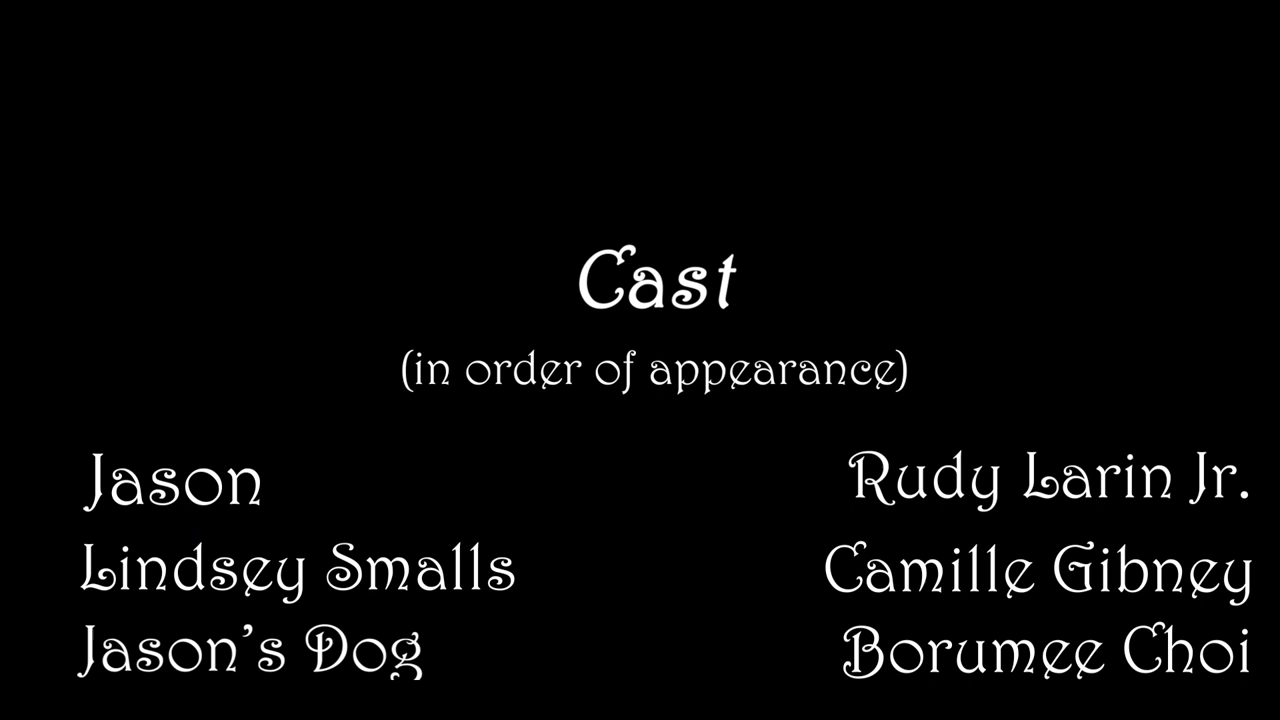 Cast
(in order of appearance)
Jason Rudy Larin Jr.
Lindsey Smalls Camille Gibney
Jason's Dog Borumee Choi